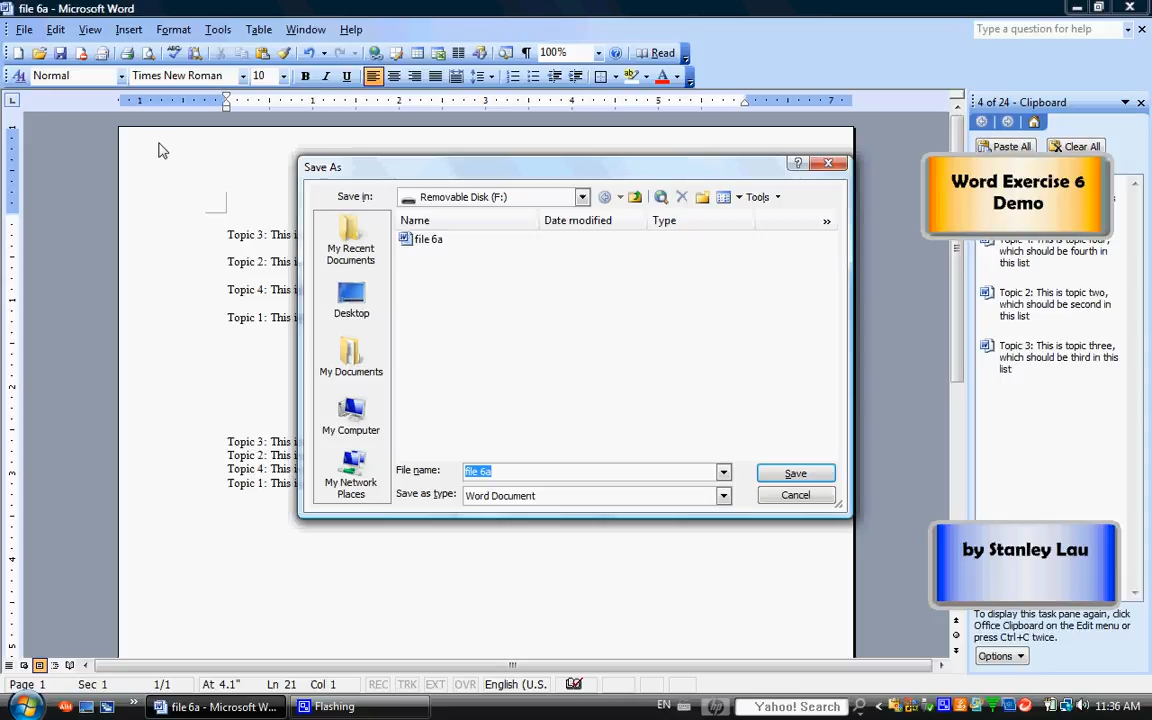 file 6a - Microsoft Word
File Edit View Insert Format Tools Table Window Help
Type a question for help
100%
Read
Normal
Times New Roman
10
1 1 2 3 4 5 7
4 of 24 - Clipboard
Paste All
Clear All
Word Exercise 6
Demo
Topic 1: This is topic four,
which should be fourth in
this list
Topic 2: This is topic two,
which should be second in
this list
Topic 3: This is topic three,
which should be third in this
list
by Stanley Lau
To display this task pane again, click
Office Clipboard on the Edit menu or
press Ctrl+C twice.
Options
Topic 3: This i
Topic 2: This i
Topic 4: This i
Topic 1: This i
Topic 3: This i
Topic 2: This i
Topic 4: This i
Topic 1: This i
Save As
Save in:
Removable Disk (F:)
Tools
Name
Date modified
Type
»
file 6a
My Recent
Documents
Desktop
My Documents
My Computer
My Network
Places
File name:
file 6a
Save as type:
Word Document
Save
Cancel
Page 1 Sec 1 1/1 At 4.1" Ln 21 Col 1 REC TRK EXT OVR English (U.S.
file 6a - Microsoft W...
Flashing
EN
Yahoo! Search
11:36 AM